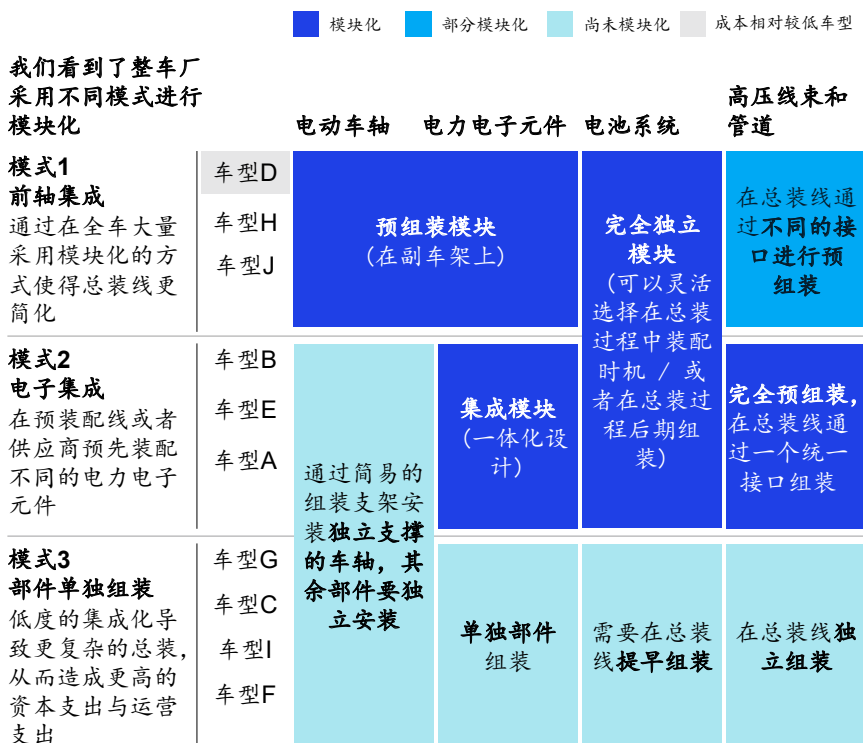 模块化 部分模块化 尚未模块化 成本相对较低车型
我们看到了整车厂
采用不同模式进行
模块化
电动车轴 电力电子元件 电池系统
高压线束和
管道
模式1
前轴集成
通过在全车大量
采用模块化的方
式使得总装线更
简化
车型D
车型H
车型J
预组装模块
(在副车架上)
完全独立
模块
(可以灵活
选择在总装
过程中装配
时机 / 或
者在总装过
程后期组
装)
在总装线通
过不同的接
口进行预
组装
模式2
电子集成
在预装配线或者
供应商预先装配
不同的电力电子
元件
车型B
车型E
车型A
通过简易的
组装支架安
装独立支撑
的车轴，其
余部件要独
立安装
集成模块
(一体化设
计)
完全预组装，
在总装线通
过一个统一
接口组装
模式3
部件单独组装
低度的集成化导
致更复杂的总装，
从而造成更高的
资本支出与运营
支出
车型G
车型C
车型I
车型F
单独部件
组装
需要在总装
线提早组装
在总装线独
立组装